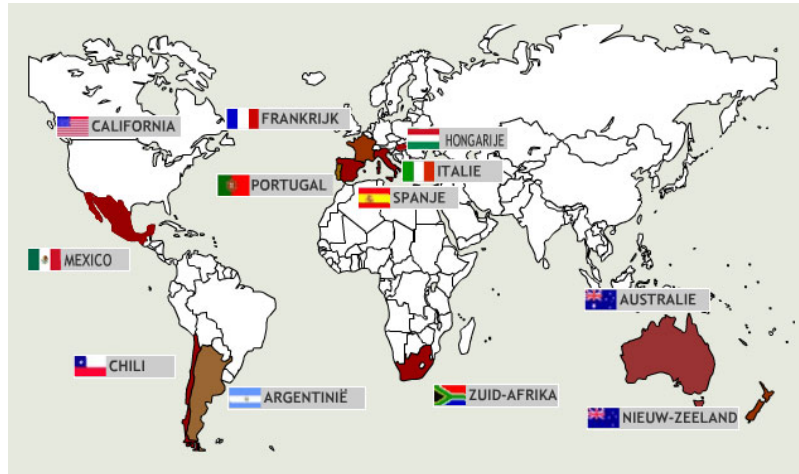 FRANKRIJK
CALIFORNIA
HONGARIJE
ITALIE
PORTUGAL
SPANJE
MEXICO
AUSTRALIE
CHILI
ARGENTINIË
ZUID-AFRIKA
NIEUW-ZEELAND